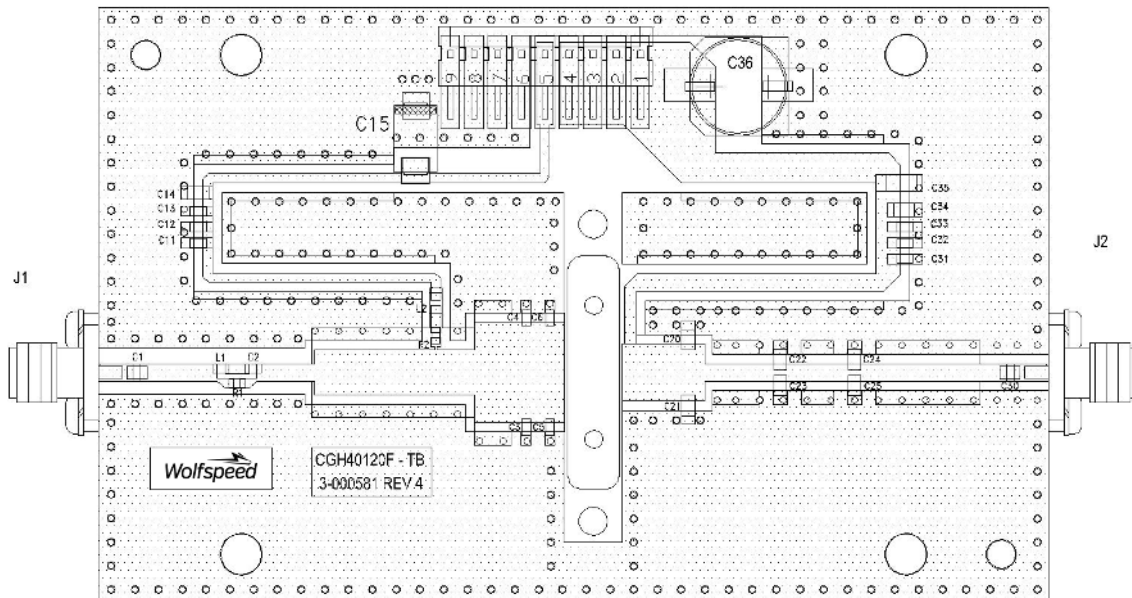 9 8 7 6 5 4 3 2 1
C36
C15
C14
C13
C12
C11
C35
C34
C33
C32
C31
J1
J2
L2
R2
C4 C6
C20
C1
L1 C2
R1
C22
C24
C23
C25
C30
C21
C3 C5
Wolfspeed
CGH40120F - TB
3-000581 REV 4